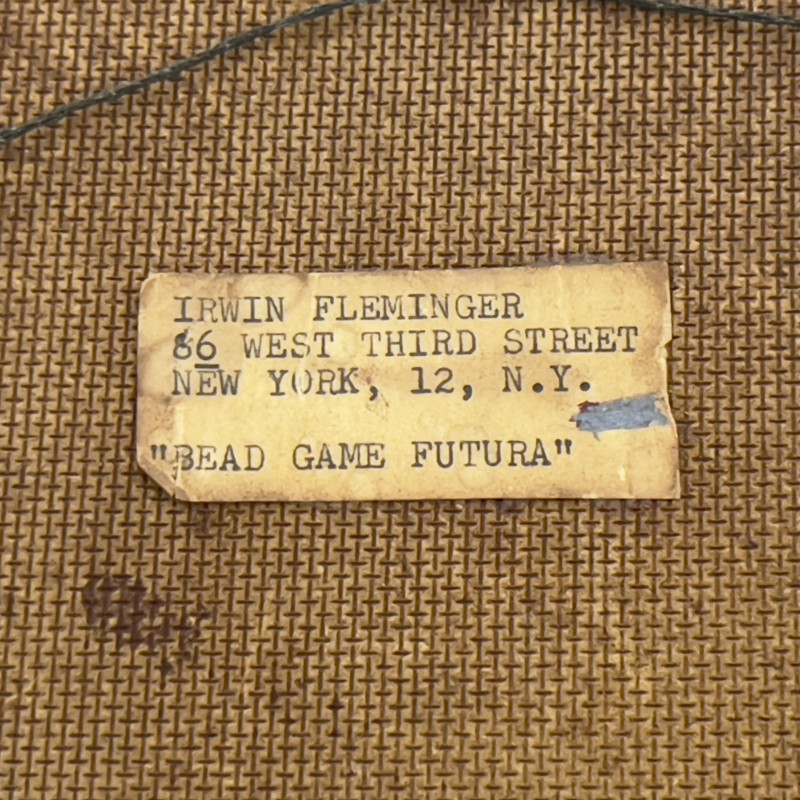 IRWIN FLEMINGER
86 WEST THIRD STREET
NEW YORK, 12, N.Y.
"BEAD GAME FUTURA"